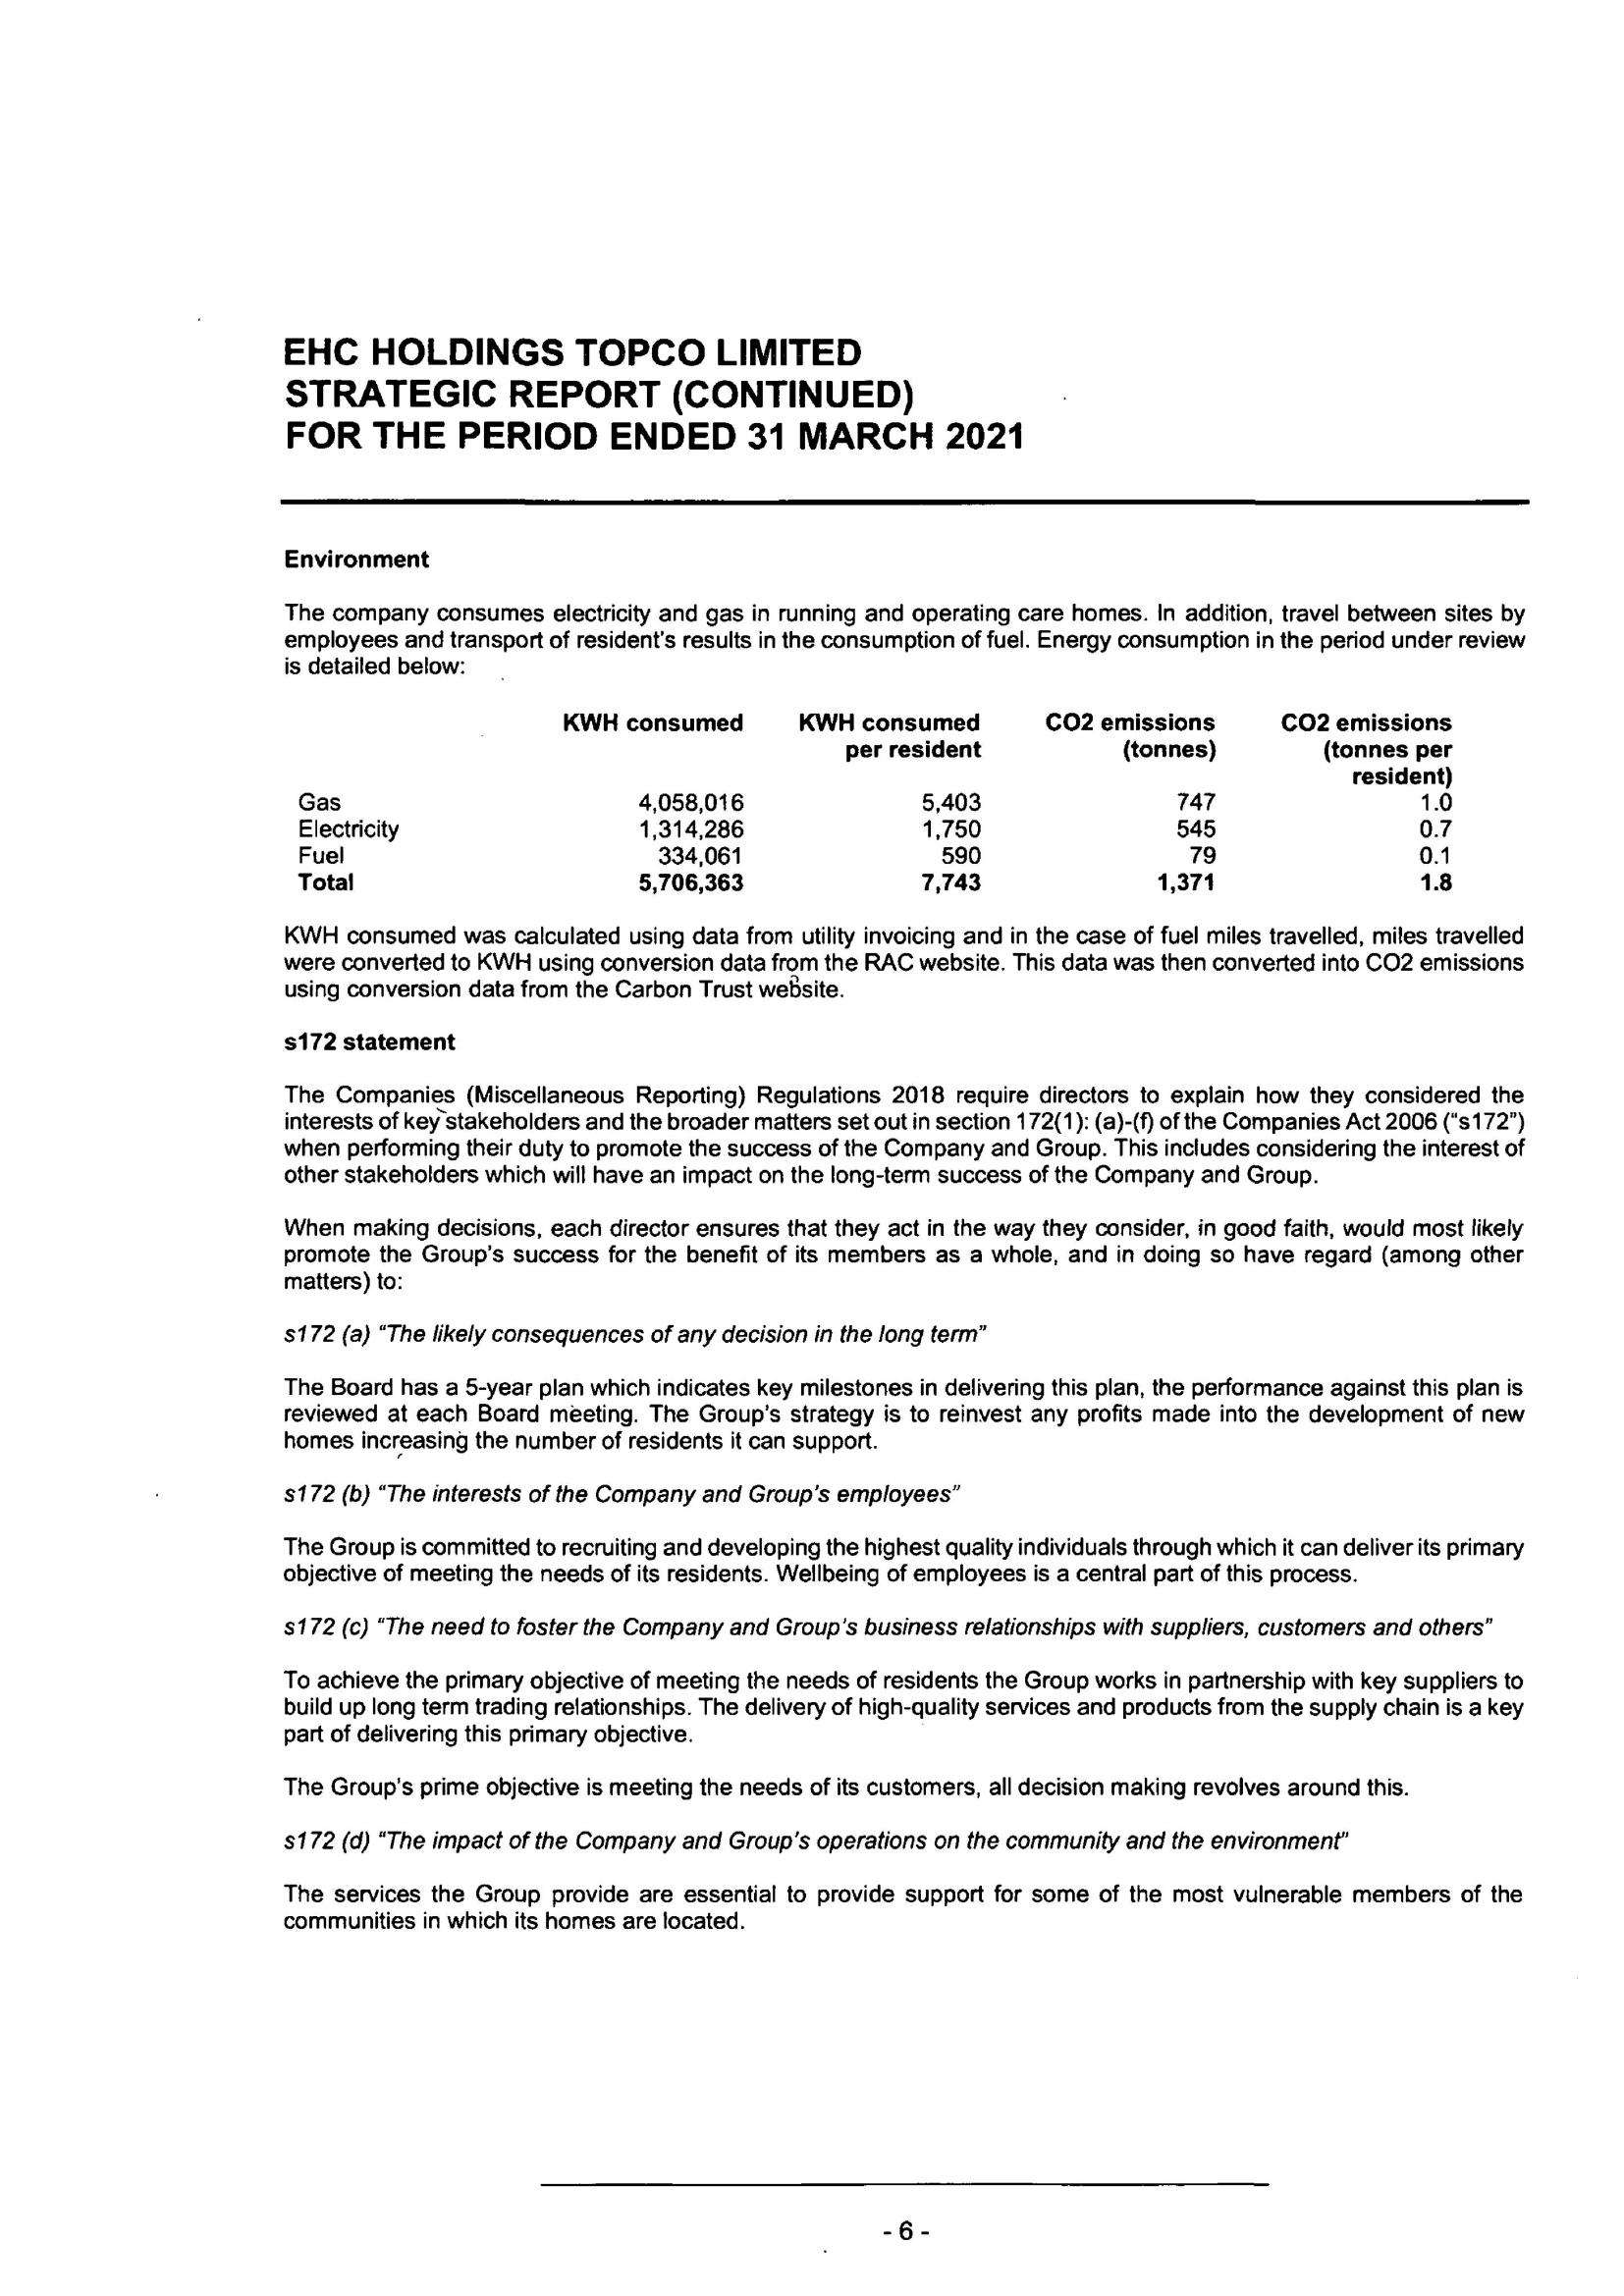 EHC HOLDINGS TOPCO LIMITED
STRATEGIC REPORT (CONTINUED)
FOR THE PERIOD ENDED 31 MARCH 2021
Environment
The company consumes electricity and gas in running and operating care homes. In addition, travel between sites by
employees and transport of resident's results in the consumption of fuel. Energy consumption in the period under review
is detailed below:
KWH consumed KWH consumed CO2 emissions CO2 emissions
per resident (tonnes) (tonnes per
resident)
Gas 4,058,016 5,403 747 1.0
Electricity 1,314,286 1,750 545 0.7
Fuel 334,061 590 79 0.1
Total 5,706,363 7,743 1,371 1.8
KWH consumed was calculated using data from utility invoicing and in the case of fuel miles travelled, miles travelled
were converted to KWH using conversion data from the RAC website. This data was then converted into CO2 emissions
using conversion data from the Carbon Trust website.
s172 statement
The Companies (Miscellaneous Reporting) Regulations 2018 require directors to explain how they considered the
interests of key stakeholders and the broader matters set out in section 172(1): (a)-(f) of the Companies Act 2006 ("s172")
when performing their duty to promote the success of the Company and Group. This includes considering the interest of
other stakeholders which will have an impact on the long-term success of the Company and Group.
When making decisions, each director ensures that they act in the way they consider, in good faith, would most likely
promote the Group's success for the benefit of its members as a whole, and in doing so have regard (among other
matters) to:
s172 (a) "The likely consequences of any decision in the long term"
The Board has a 5-year plan which indicates key milestones in delivering this plan, the performance against this plan is
reviewed at each Board meeting. The Group's strategy is to reinvest any profits made into the development of new
homes increasing the number of residents it can support.
s172 (b) "The interests of the Company and Group's employees"
The Group is committed to recruiting and developing the highest quality individuals through which it can deliver its primary
objective of meeting the needs of its residents. Wellbeing of employees is a central part of this process.
s172 (c) "The need to foster the Company and Group's business relationships with suppliers, customers and others"
To achieve the primary objective of meeting the needs of residents the Group works in partnership with key suppliers to
build up long term trading relationships. The delivery of high-quality services and products from the supply chain is a key
part of delivering this primary objective.
The Group's prime objective is meeting the needs of its customers, all decision making revolves around this.
s172 (d) "The impact of the Company and Group's operations on the community and the environment"
The services the Group provide are essential to provide support for some of the most vulnerable members of the
communities in which its homes are located.
- 6 -